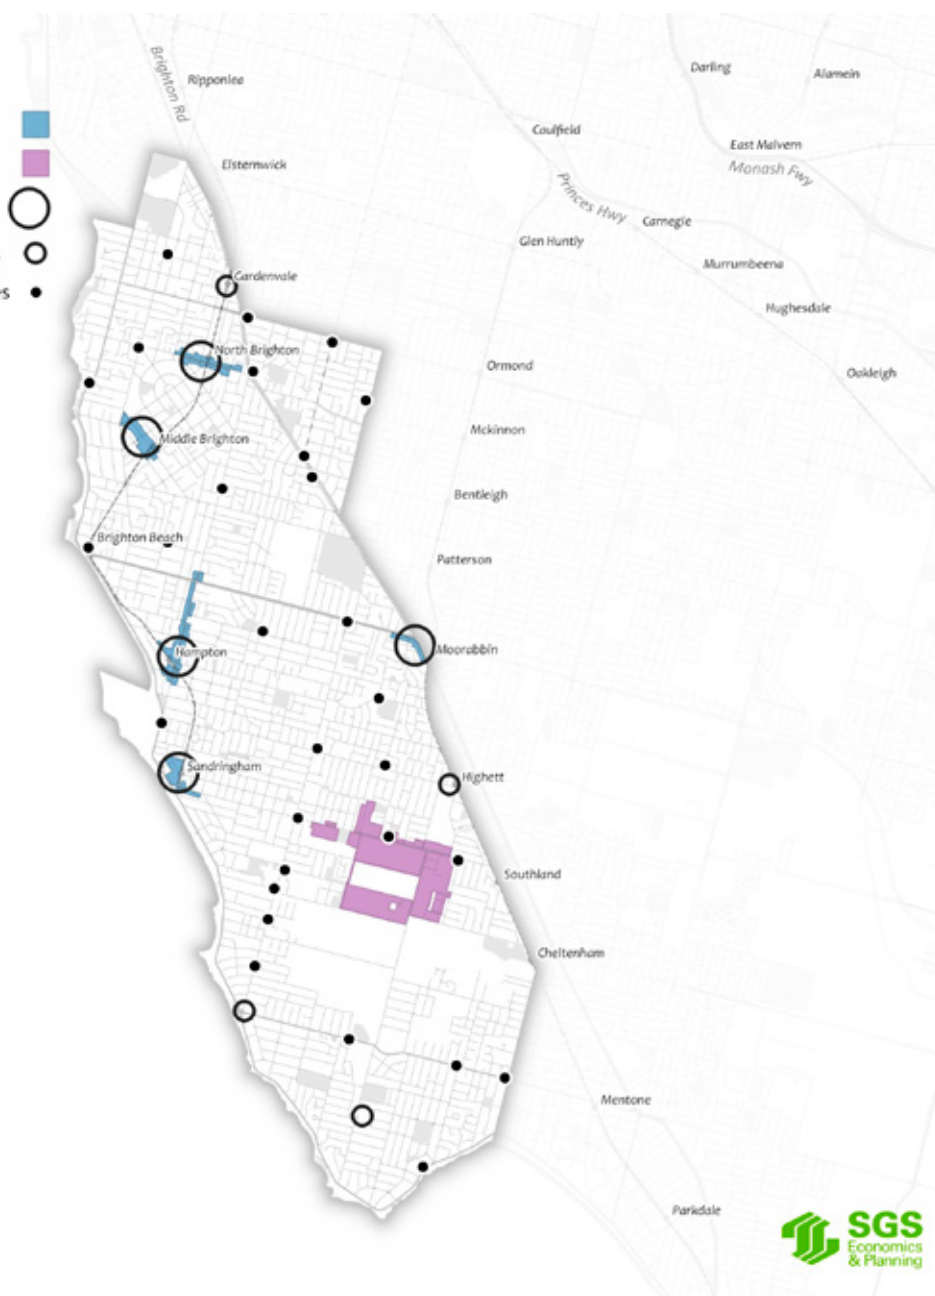 Brighton Rd
Ripponlea
Darling
Alamein
Caulfield
East Malvern
Monash Fwy
Elsternwick
Princes Hwy
Carnegie
Glen Huntly
Murrumbeena
Gardenvale
es
Hughesdale
North Brighton
Ormond
Oakleigh
Mckinnon
Middle Brighton
Bentleigh
Brighton Beach
Patterson
Hampton
Moorabbin
Sandringham
Highett
Southland
Cheltenham
Mentone
Parkdale
SGS
Economics
& Planning